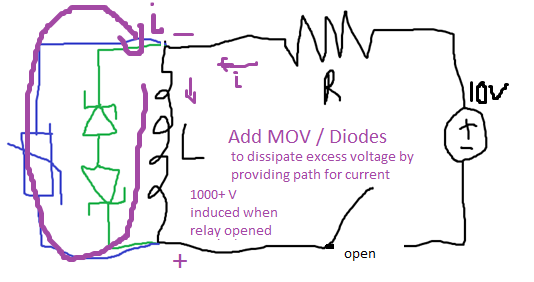 i −
R
i
10V
+
−
L
Add MOV / Diodes
to dissipate excess voltage by
providing path for current
1000+ V
induced when
relay opened
+
open